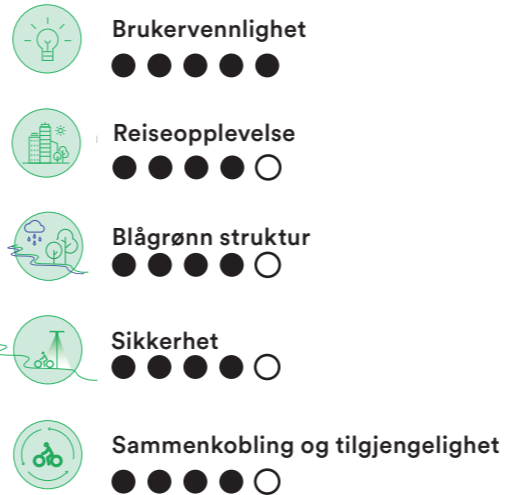 Brukervennlighet
Reiseopplevelse
Blågrønn struktur
Sikkerhet
Sammenkobling og tilgjengelighet